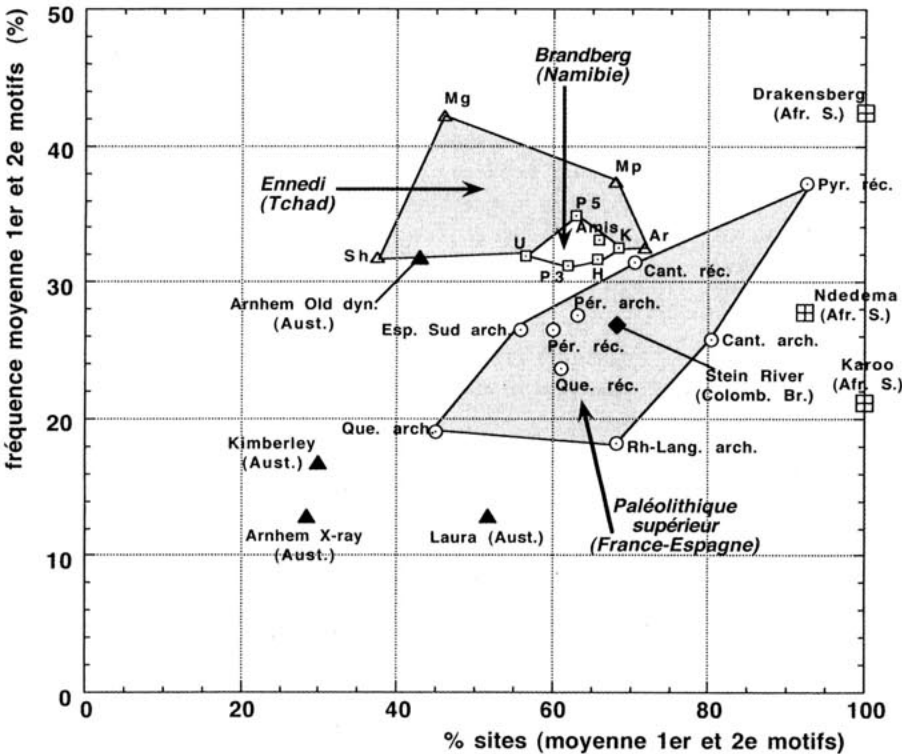 fréquence moyenne 1er et 2e motifs (%)
50
40
30
20
10
0
Brandberg
(Namibie)
Drakensberg
(Afr. S.)
Mg
Mp
Pyr. réc.
Ennedi
(Tchad)
P5
Amis
K
Ar
U
Sh
P3
H
Cant. réc.
Arnhem Old dyn.
(Aust.)
Pér. arch.
Ndedema
(Afr. S.)
Esp. Sud arch.
Pér. réc.
Cant. arch.
Que. réc.
Stein River
(Colomb. Br.)
Karoo
(Afr. S.)
Que. arch.
Kimberley
(Aust.)
Rh-Lang. arch.
Arnhem X-ray
(Aust.)
Laura (Aust.)
Paléolithique
supérieur
(France-Espagne)
0 20 40 60 80 100
% sites (moyenne 1er et 2e motifs)